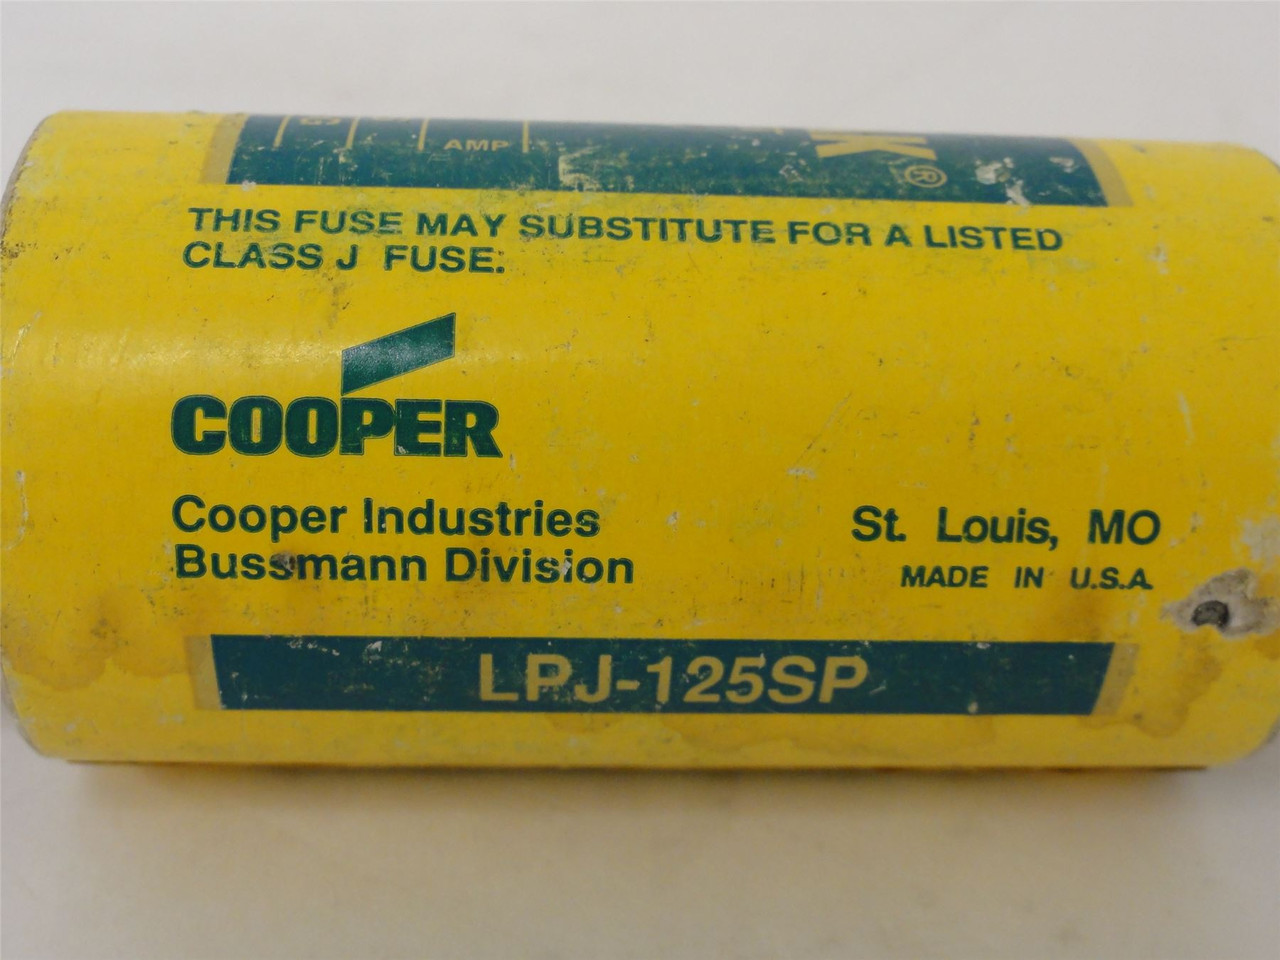 AMP
K®
THIS FUSE MAY SUBSTITUTE FOR A LISTED
CLASS J FUSE.
COOPER
Cooper Industries
Bussmann Division
St. Louis, MO
MADE IN U.S.A.
LPJ-125SP